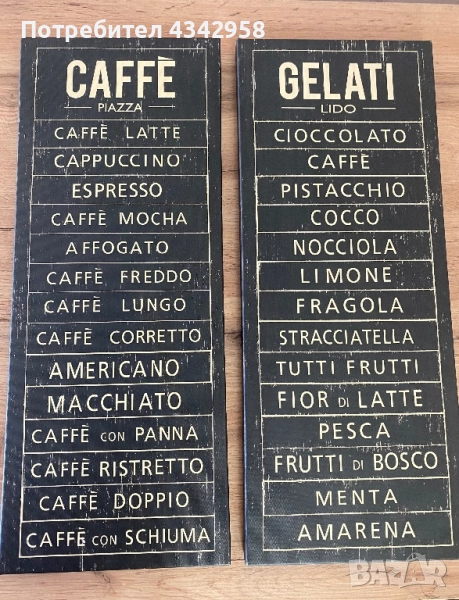 Потребител 4342958
CAFFÈ
PIAZZA
CAFFÈ LATTE
CAPPUCCINO
ESPRESSO
CAFFÈ MOCHA
AFFOGATO
CAFFÈ FREDDO
CAFFÈ LUNGO
CAFFÈ CORRETTO
AMERICANO
MACCHIATO
CAFFÈ CON PANNA
CAFFÈ RISTRETTO
CAFFÈ DOPPIO
CAFFÈ CON SCHIUMA
GELATI
LIDO
CIOCCOLATO
CAFFÈ
PISTACCHIO
COCCO
NOCCIOLA
LIMONE
FRAGOLA
STRACCIATELLA
TUTTI FRUTTI
FIOR DI LATTE
PESCA
FRUTTI DI BOSCO
MENTA
AMARENA
BAZAR